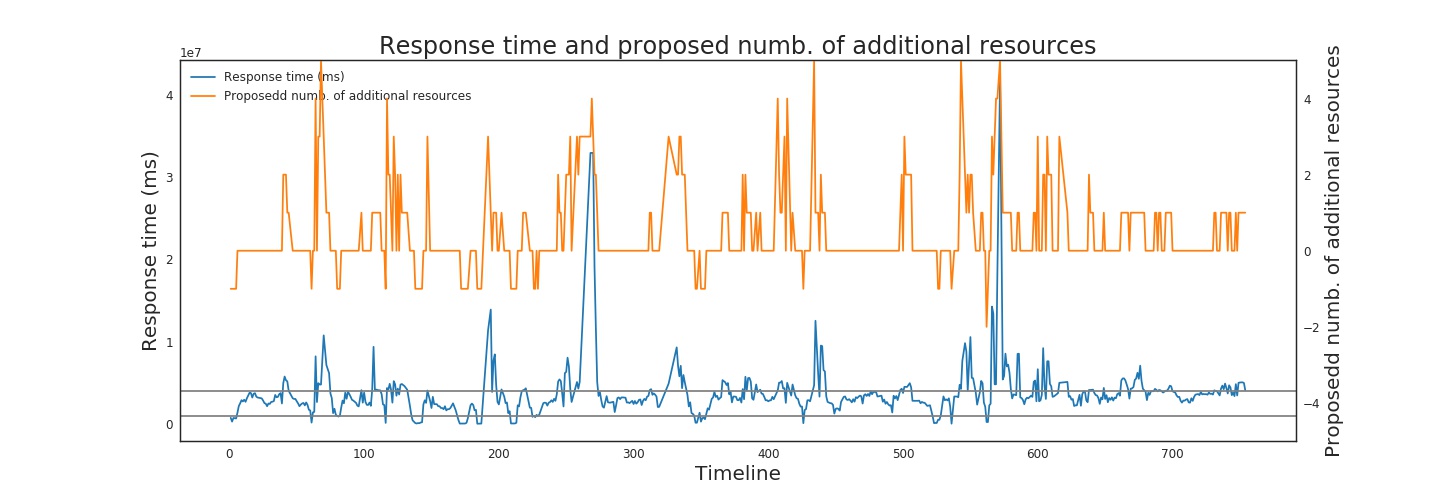 Response time and proposed numb. of additional resources
1e7
Response time (ms)
Proposedd numb. of additional resources
4
3
2
1
0
Response time (ms)
4
2
0
−2
−4
Proposedd numb. of additional resources
0 100 200 300 400 500 600 700
Timeline